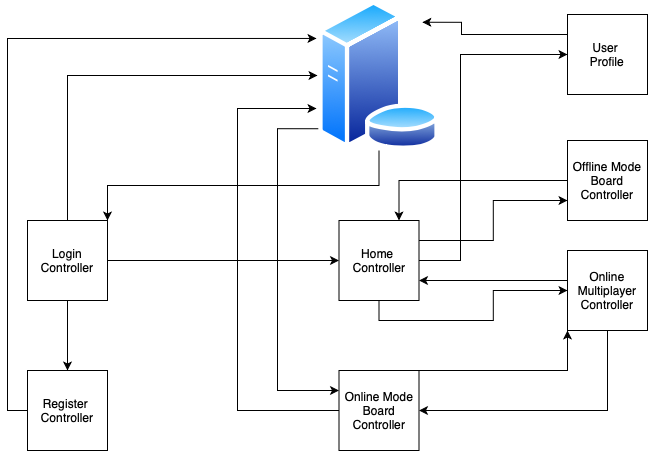 User
Profile
Offline Mode
Board
Controller
Login
Controller
Home
Controller
Online
Multiplayer
Controller
Register
Controller
Online Mode
Board
Controller